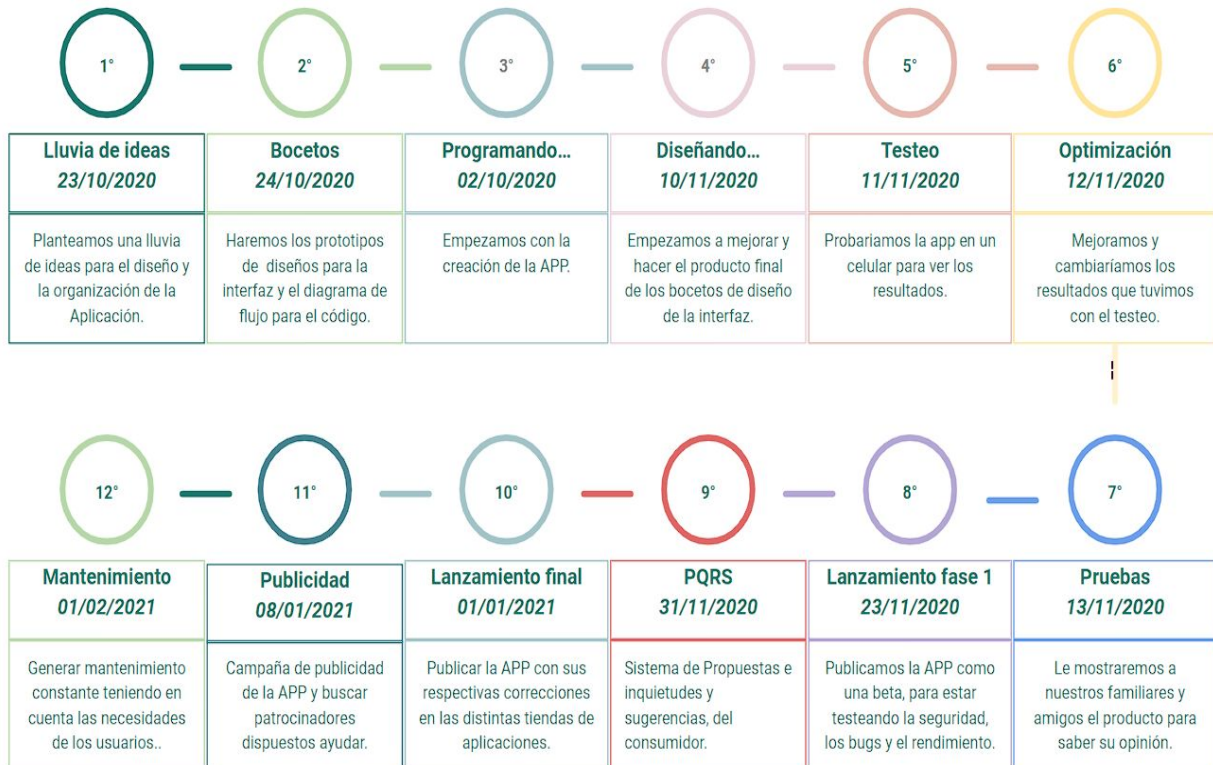 1°
2°
3°
4°
5°
6°
Lluvia de ideas
23/10/2020
Planteamos una lluvia
de ideas para el diseño y
la organización de la
Aplicación.
Bocetos
24/10/2020
Haremos los prototipos
de diseños para la
interfaz y el diagrama de
flujo para el código.
Programando...
02/10/2020
Empezamos con la
creación de la APP.
Diseñando...
10/11/2020
Empezamos a mejorar y
hacer el producto final
de los bocetos de diseño
de la interfaz.
Testeo
11/11/2020
Probariamos la app en un
celular para ver los
resultados.
Optimización
12/11/2020
Mejoramos y
cambiaríamos los
resultados que tuvimos
con el testeo.
12°
11°
10°
9°
8°
7°
Mantenimiento
01/02/2021
Generar mantenimiento
constante teniendo en
cuenta las necesidades
de los usuarios..
Publicidad
08/01/2021
Campaña de publicidad
de la APP y buscar
patrocinadores
dispuestos ayudar.
Lanzamiento final
01/01/2021
Publicar la APP con sus
respectivas correcciones
en las distintas tiendas de
aplicaciones.
PQRS
31/11/2020
Sistema de Propuestas e
inquietudes y
sugerencias, del
consumidor.
Lanzamiento fase 1
23/11/2020
Publicamos la APP como
una beta, para estar
testeando la seguridad,
los bugs y el rendimiento.
Pruebas
13/11/2020
Le mostraremos a
nuestros familiares y
amigos el producto para
saber su opinión.